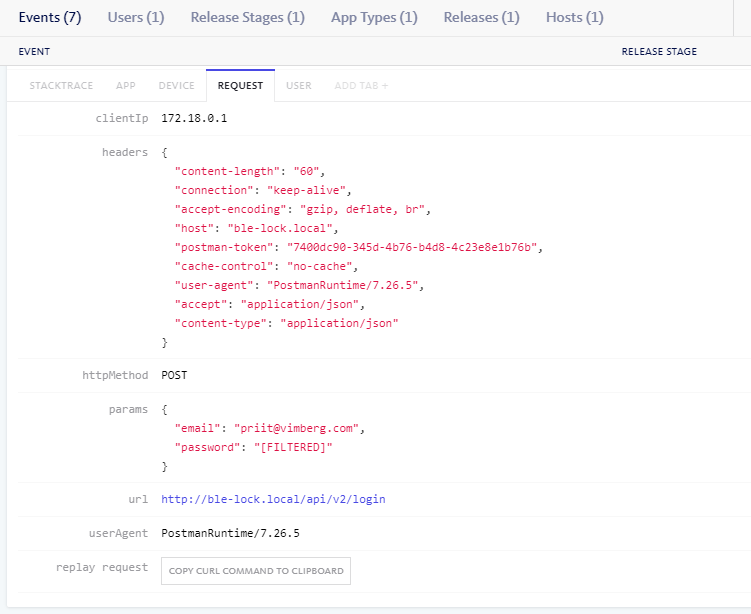 Events (7) Users (1) Release Stages (1) App Types (1) Releases (1) Hosts (1)
EVENT RELEASE STAGE
STACKTRACE APP DEVICE REQUEST USER ADD TAB +
clientIp 172.18.0.1
headers {
"content-length": "60",
"connection": "keep-alive",
"accept-encoding": "gzip, deflate, br",
"host": "ble-lock.local",
"postman-token": "7400dc90-345d-4b76-b4d8-4c23e8e1b76b",
"cache-control": "no-cache",
"user-agent": "PostmanRuntime/7.26.5",
"accept": "application/json",
"content-type": "application/json"
}
httpMethod POST
params {
"email": "priit@vimberg.com",
"password": "[FILTERED]"
}
url http://ble-lock.local/api/v2/login
userAgent PostmanRuntime/7.26.5
replay request COPY CURL COMMAND TO CLIPBOARD